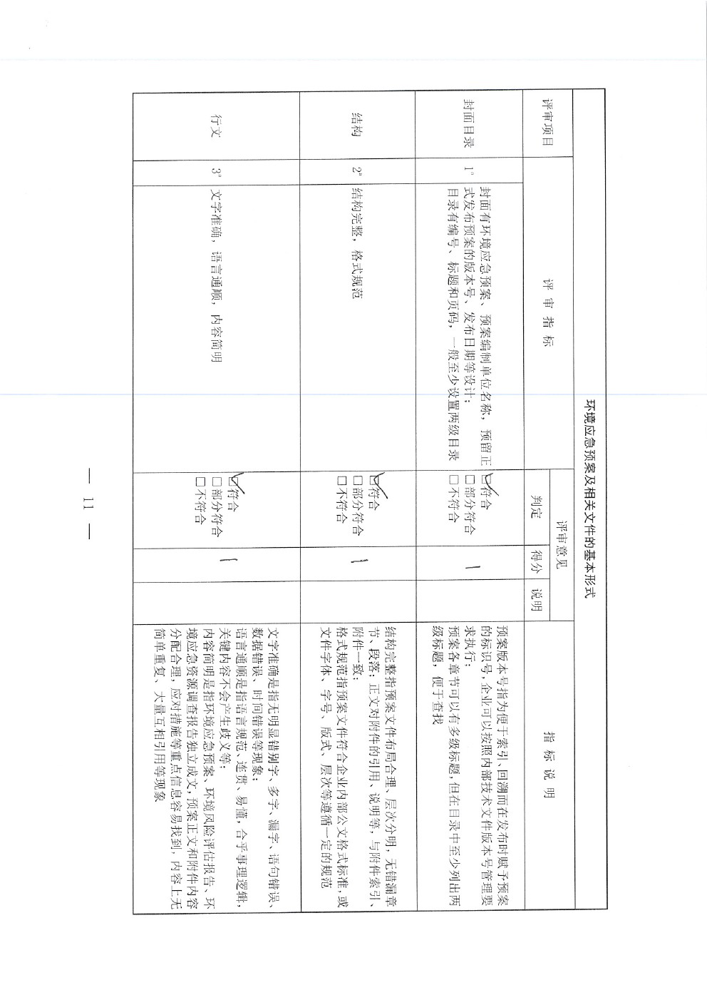 环境应急预案及相关文件的基本形式
评审项目
评 审 指 标
评审意见
判定
得分
说明
指 标 说 明
封面目录
1ª
封面有环境应急预案、预案编制单位名称，预留正
式发布预案的版本号、发布日期等设计；
目录有编号、标题和页码，一般至少设置两级目录
☑符合
□部分符合
□不符合
1
预案版本号指为便于索引、回溯而在发布时赋予预案
的标识号，企业可以按照内部技术文件版本号管理要
求执行；
预案各章节可以有多级标题，但在目录中至少列出两
级标题，便于查找
结构
2ª
结构完整，格式规范
☑符合
□部分符合
□不符合
1
结构完整指预案文件布局合理、层次分明，无错漏章
节、段落；正文对附件的引用、说明等，与附件索引、
附件一致；
格式规范指预案文件符合企业内部公文格式标准，或
文件字体、字号、版式、层次等遵循一定的规范
行文
3ª
文字准确，语言通顺，内容简明
☑符合
□部分符合
□不符合
1
文字准确是指无明显错别字、多字、漏字、语句错误、
数据错误、时间错误等现象；
语言通顺是指语言规范、连贯、易懂，合乎事理逻辑，
关键内容不会产生歧义等；
内容简明是指环境应急预案、环境风险评估报告、环
境应急资源调查报告独立成文，预案正文和附件内容
分配合理，应对措施等重点信息容易找到，内容上无
简单重复、大量互相引用等现象
— 11 —